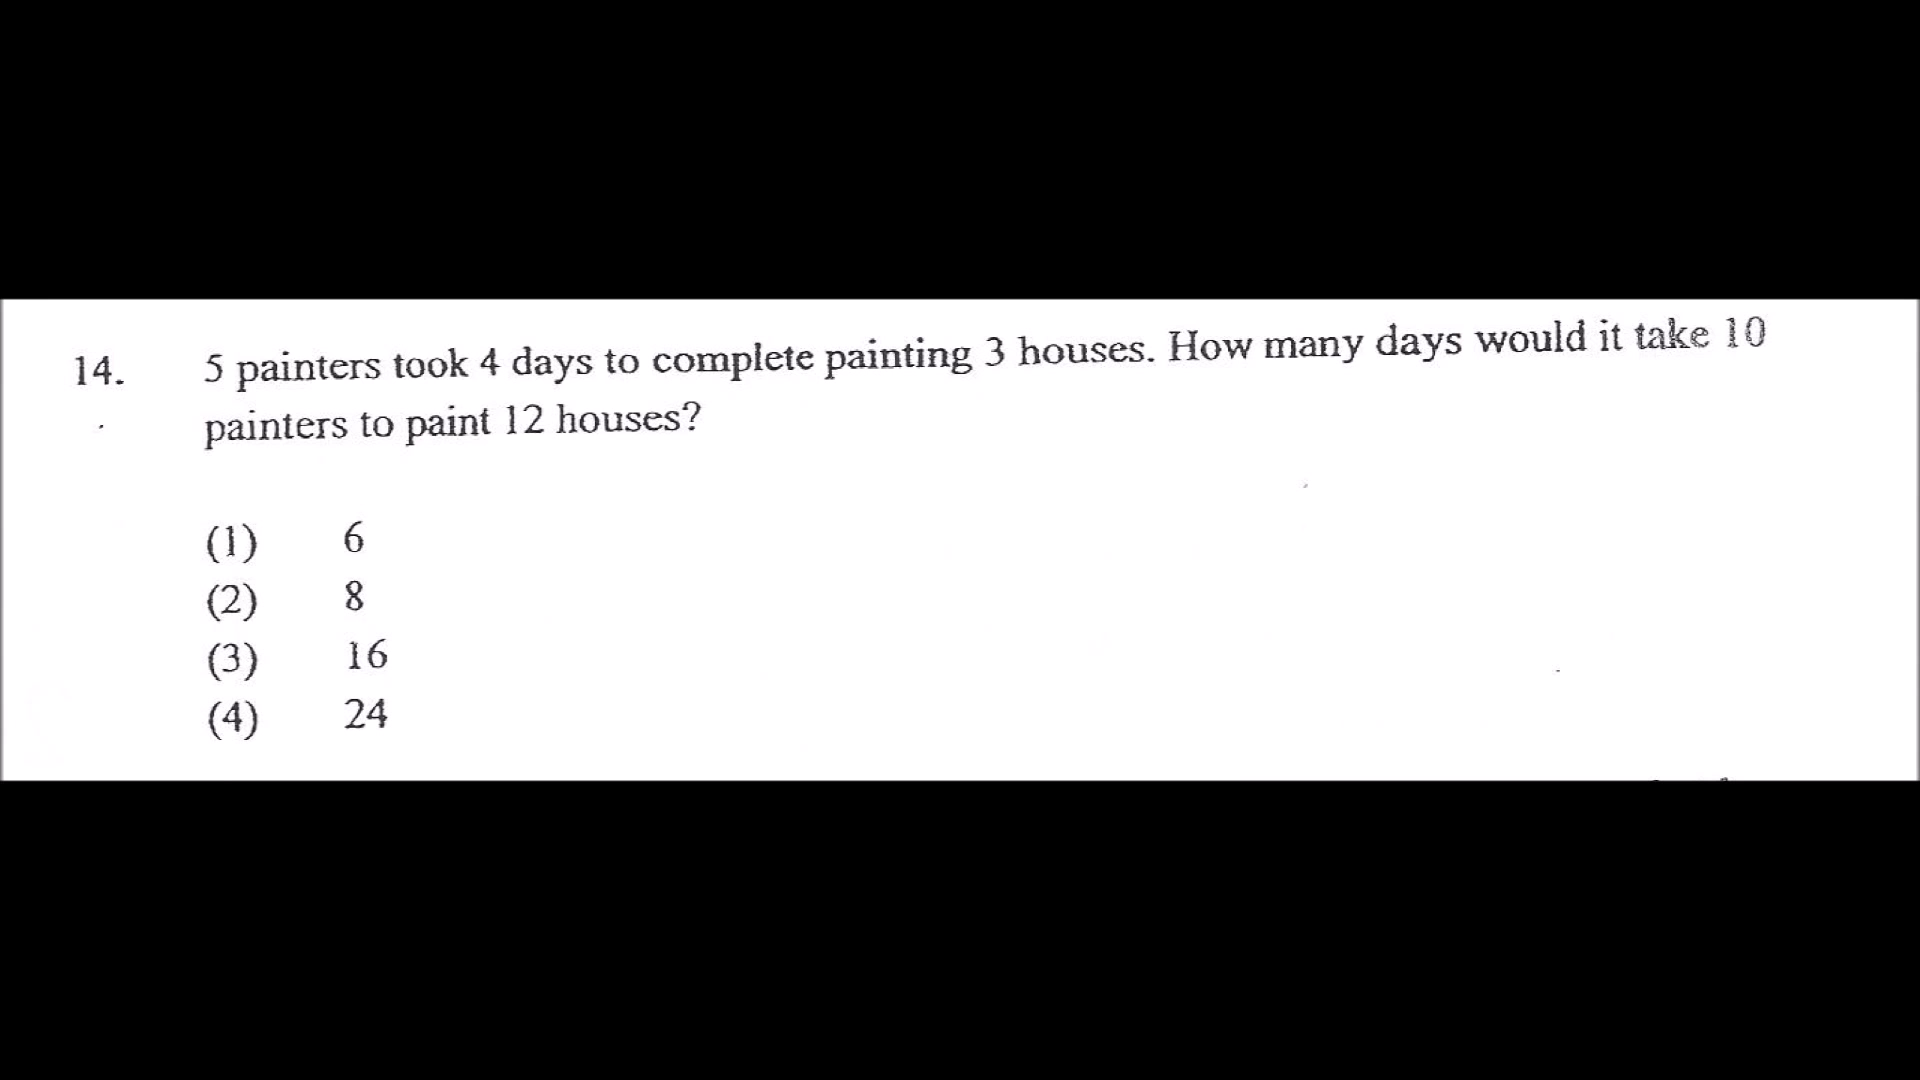 14. 5 painters took 4 days to complete painting 3 houses. How many days would it take 10
painters to paint 12 houses?
(1) 6
(2) 8
(3) 16
(4) 24